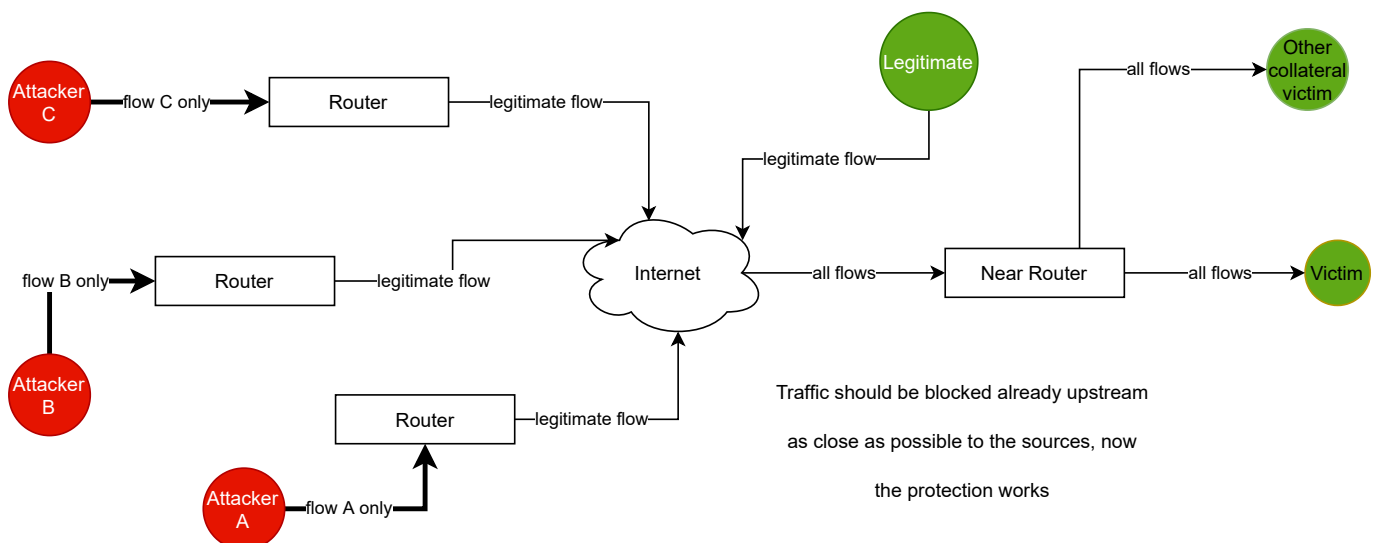 Attacker
C
flow C only
Router
legitimate flow
Legitimate
legitimate flow
all flows
Other
collateral
victim
flow B only
Router
legitimate flow
Internet
all flows
Near Router
all flows
Victim
Attacker
B
Router
legitimate flow
Attacker
A
flow A only
Traffic should be blocked already upstream
as close as possible to the sources, now
the protection works